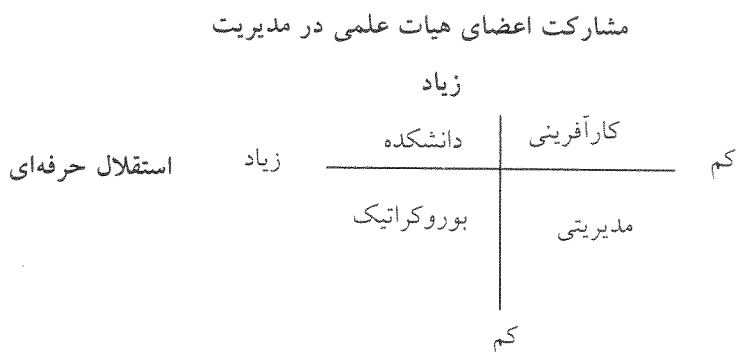 مشارکت اعضای هیات علمی در مدیریت
زیاد
کارآفرینی دانشکده
کم زیاد استقلال حرفه‌ای
مدیریتی بوروکراتیک
کم